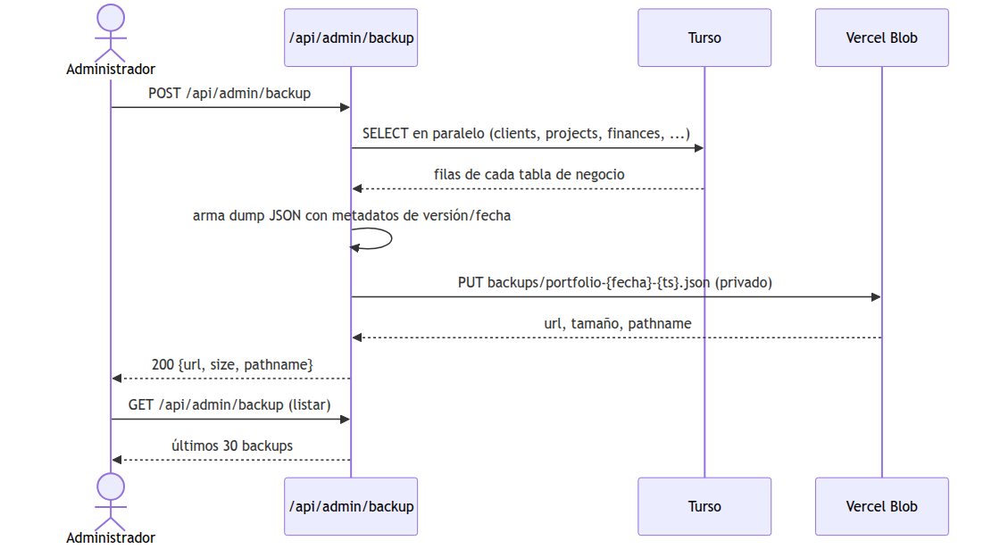 Administrador
/api/admin/backup
Turso
Vercel Blob
POST /api/admin/backup
SELECT en paralelo (clients, projects, finances, ...)
filas de cada tabla de negocio
arma dump JSON con metadatos de versión/fecha
PUT backups/portfolio-{fecha}-{ts}.json (privado)
url, tamaño, pathname
200 {url, size, pathname}
GET /api/admin/backup (listar)
últimos 30 backups
Administrador
/api/admin/backup
Turso
Vercel Blob